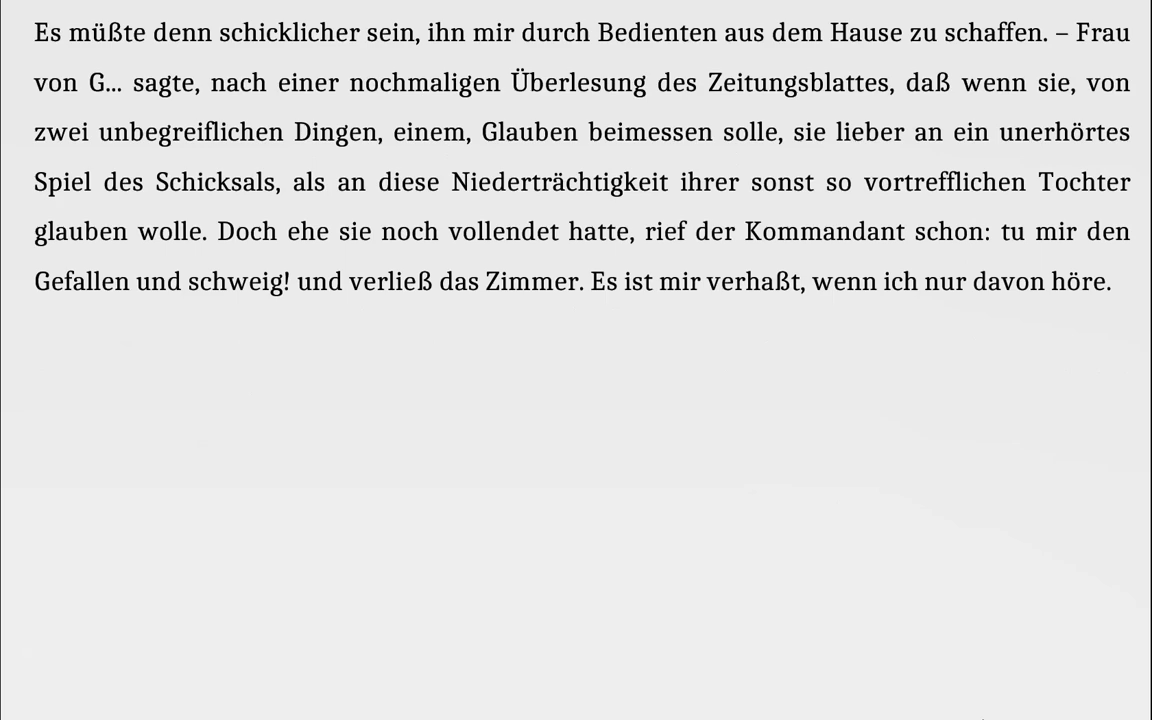 Es müßte denn schicklicher sein, ihn mir durch Bedienten aus dem Hause zu schaffen. – Frau
von G... sagte, nach einer nochmaligen Überlesung des Zeitungsblattes, daß wenn sie, von
zwei unbegreiflichen Dingen, einem, Glauben beimessen solle, sie lieber an ein unerhörtes
Spiel des Schicksals, als an diese Niederträchtigkeit ihrer sonst so vortrefflichen Tochter
glauben wolle. Doch ehe sie noch vollendet hatte, rief der Kommandant schon: tu mir den
Gefallen und schweig! und verließ das Zimmer. Es ist mir verhaßt, wenn ich nur davon höre.